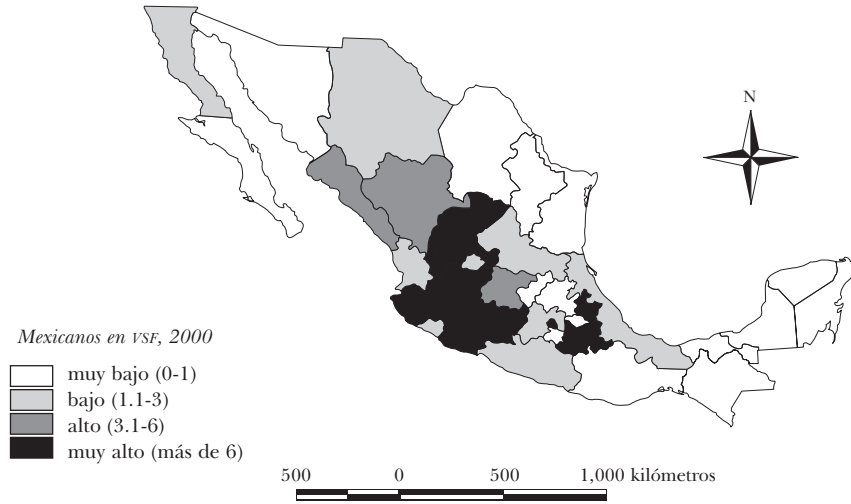 N
Mexicanos en VSF, 2000
muy bajo (0-1)
bajo (1.1-3)
alto (3.1-6)
muy alto (más de 6)
500 0 500 1,000 kilómetros